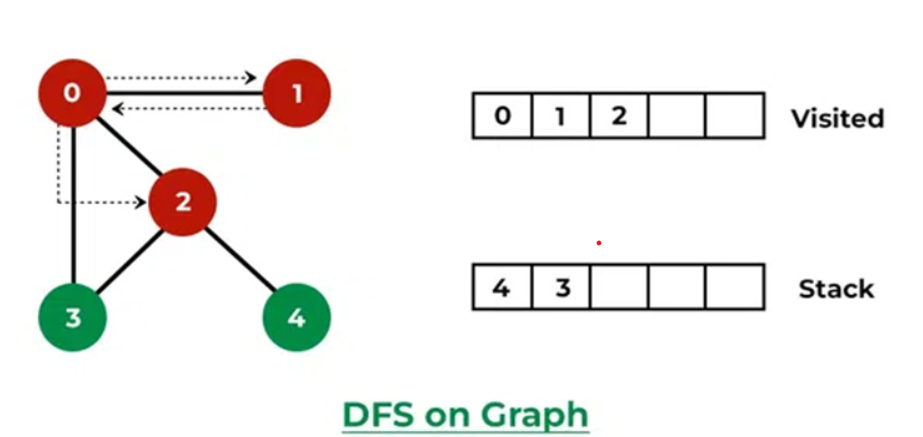 0 1
0 1 2 Visited
2
4 3 Stack
3 4
DFS on Graph